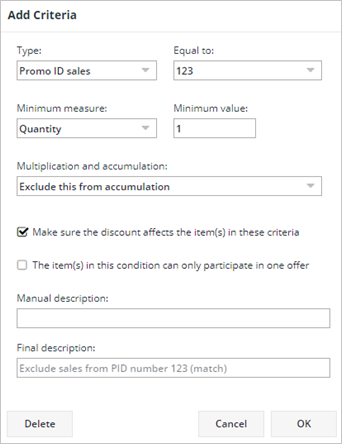 Add Criteria
Type: Equal to:
Promo ID sales 123
Minimum measure: Minimum value:
Quantity 1
Multiplication and accumulation:
Exclude this from accumulation
Make sure the discount affects the item(s) in these criteria
The item(s) in this condition can only participate in one offer
Manual description:
Final description:
Exclude sales from PID number 123 (match)
Delete Cancel OK